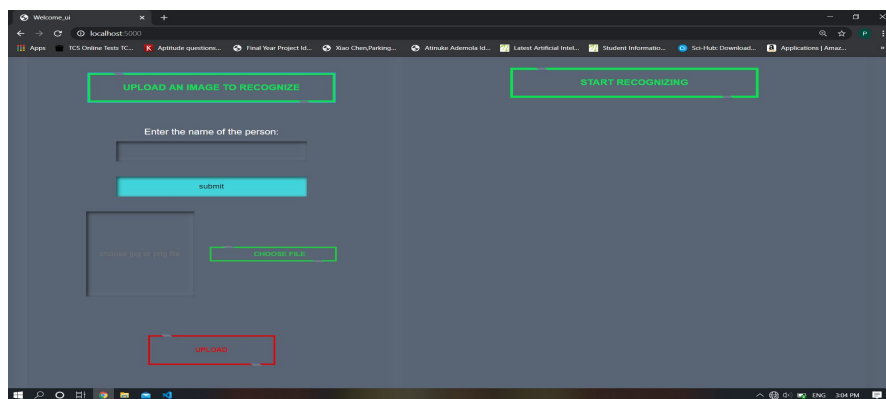 Welcome_ui
localhost:5000
Apps TCS Online Tests TC... Aptitude questions... Final Year Project Id... Xiao Chen,Parking... Atinuke Ademola Id... Latest Artificial Intel... Student Informatio... Sci-Hub: Download... Applications | Amaz...
UPLOAD AN IMAGE TO RECOGNIZE
START RECOGNIZING
Enter the name of the person:
submit
CHOOSE FILE
UPLOAD
ENG 3:04 PM